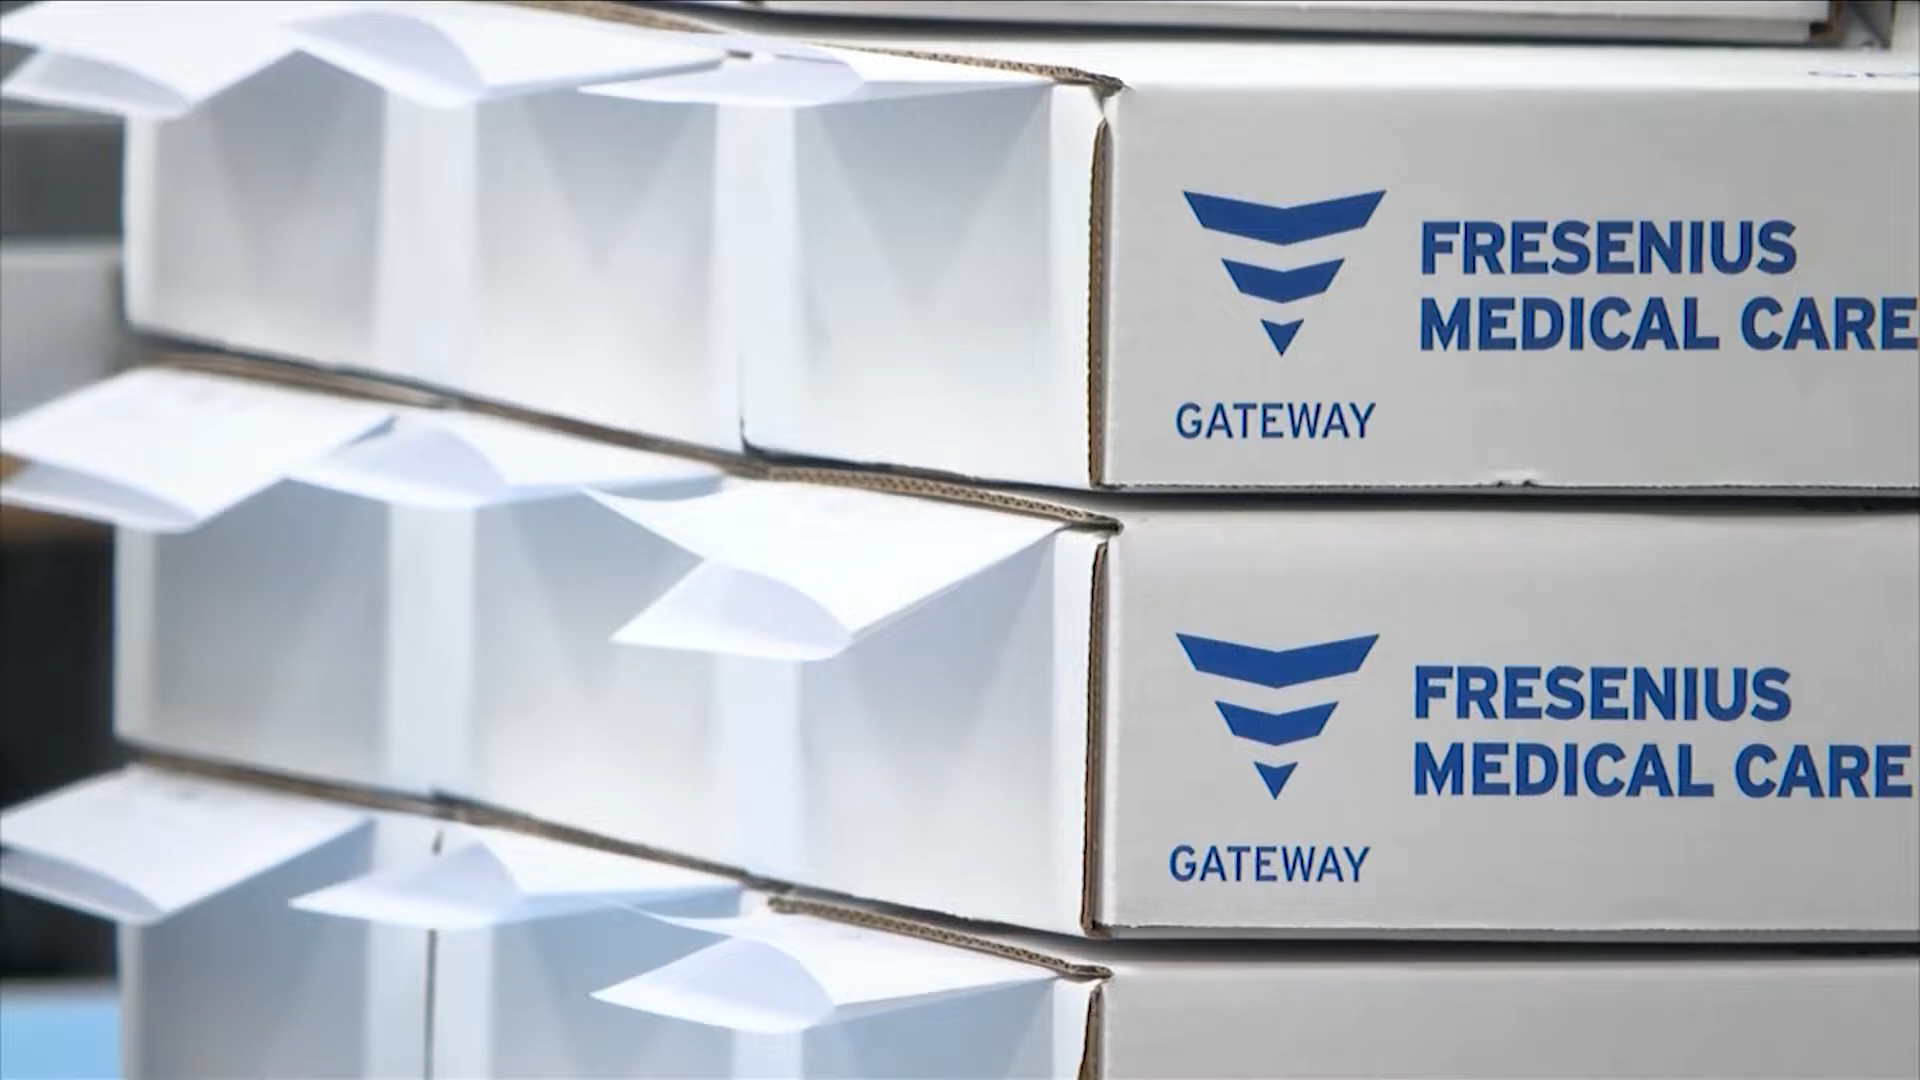 FRESENIUS
MEDICAL CARE
GATEWAY
FRESENIUS
MEDICAL CARE
GATEWAY